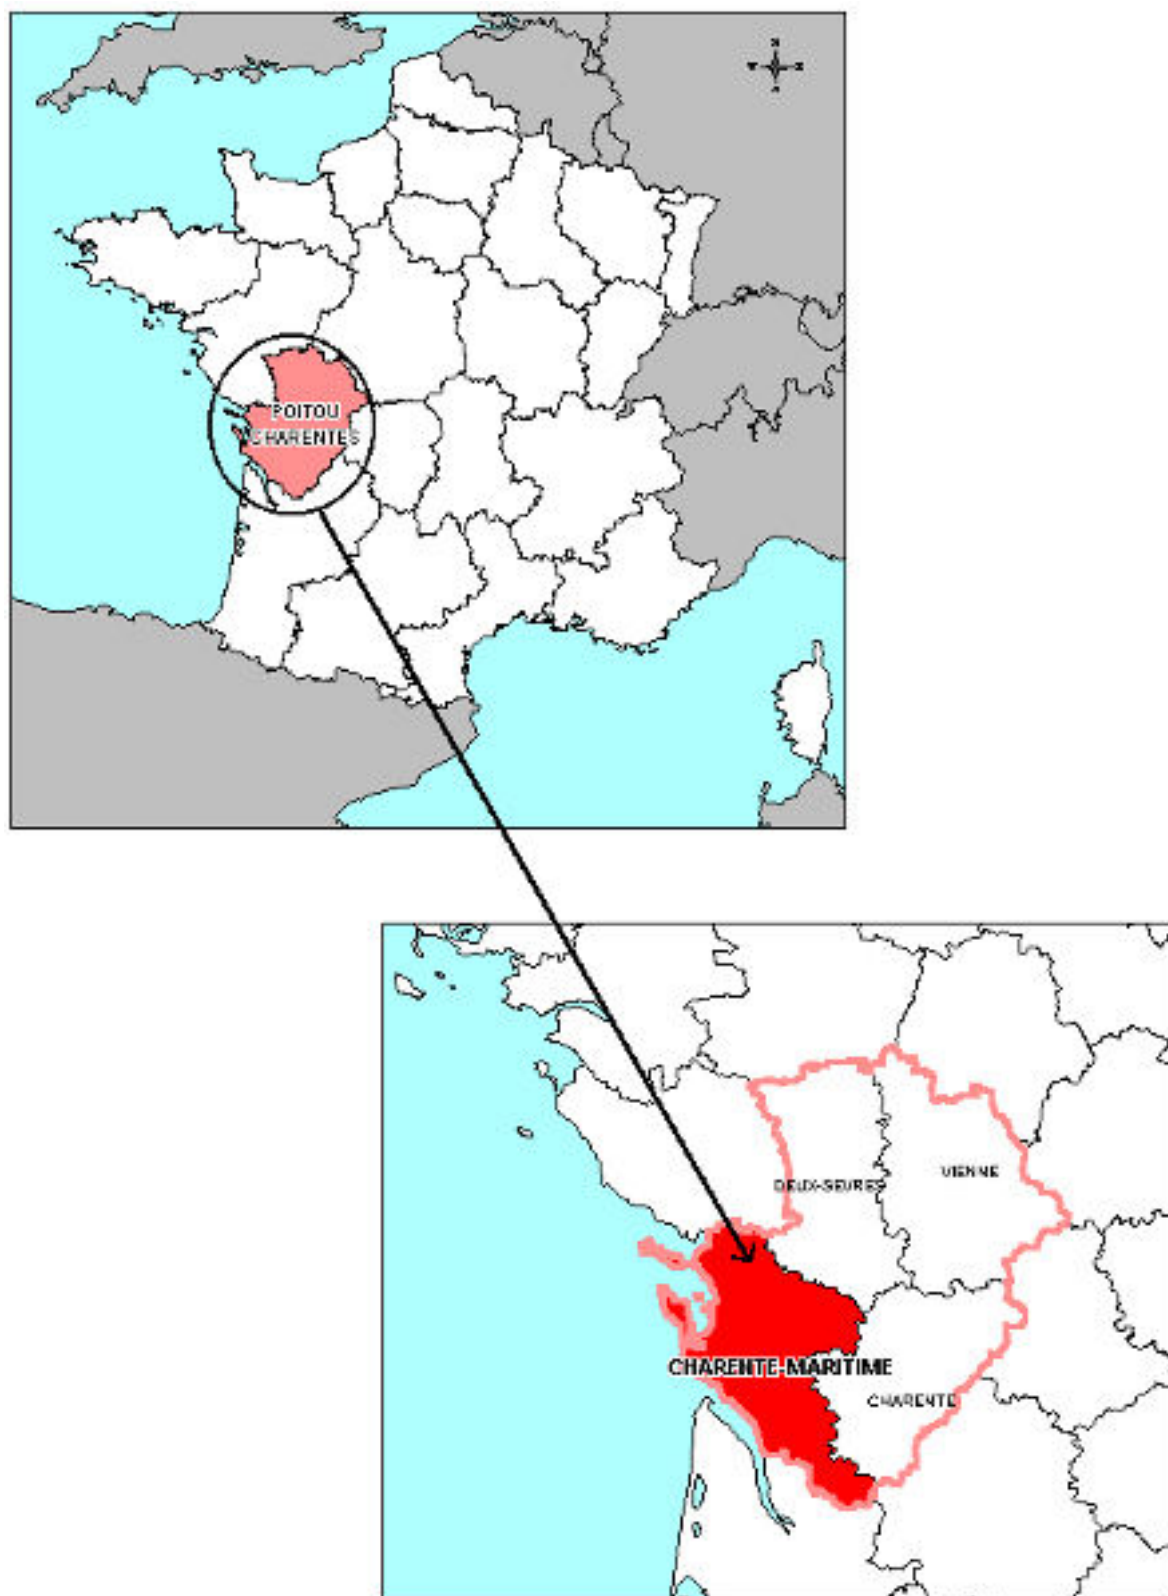 POITOU
CHARENTES
VIENNE
DEUX-SEVRES
CHARENTE-MARITIME
CHARENTE